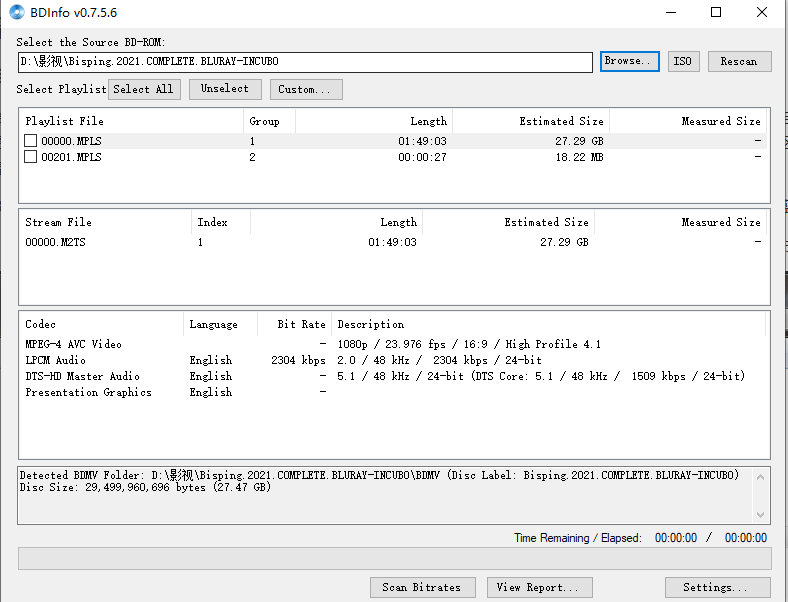 BDInfo v0.7.5.6
Select the Source BD-ROM:
D:\影视\Bisping.2021.COMPLETE.BLURAY-INCUBO Browse.. ISO Rescan
Select Playlist Select All Unselect Custom...
Playlist File Group Length Estimated Size Measured Size
00000.MPLS 1 01:49:03 27.29 GB -
00201.MPLS 2 00:00:27 18.22 MB -
Stream File Index Length Estimated Size Measured Size
00000.M2TS 1 01:49:03 27.29 GB -
Codec Language Bit Rate Description
MPEG-4 AVC Video - 1080p / 23.976 fps / 16:9 / High Profile 4.1
LPCM Audio English 2304 kbps 2.0 / 48 kHz / 2304 kbps / 24-bit
DTS-HD Master Audio English - 5.1 / 48 kHz / 24-bit (DTS Core: 5.1 / 48 kHz / 1509 kbps / 24-bit)
Presentation Graphics English -
Detected BDMV Folder: D:\影视\Bisping.2021.COMPLETE.BLURAY-INCUBO\BDMV (Disc Label: Bisping.2021.COMPLETE.BLURAY-INCUBO)
Disc Size: 29,499,960,696 bytes (27.47 GB)
Time Remaining / Elapsed: 00:00:00 / 00:00:00
Scan Bitrates View Report... Settings...